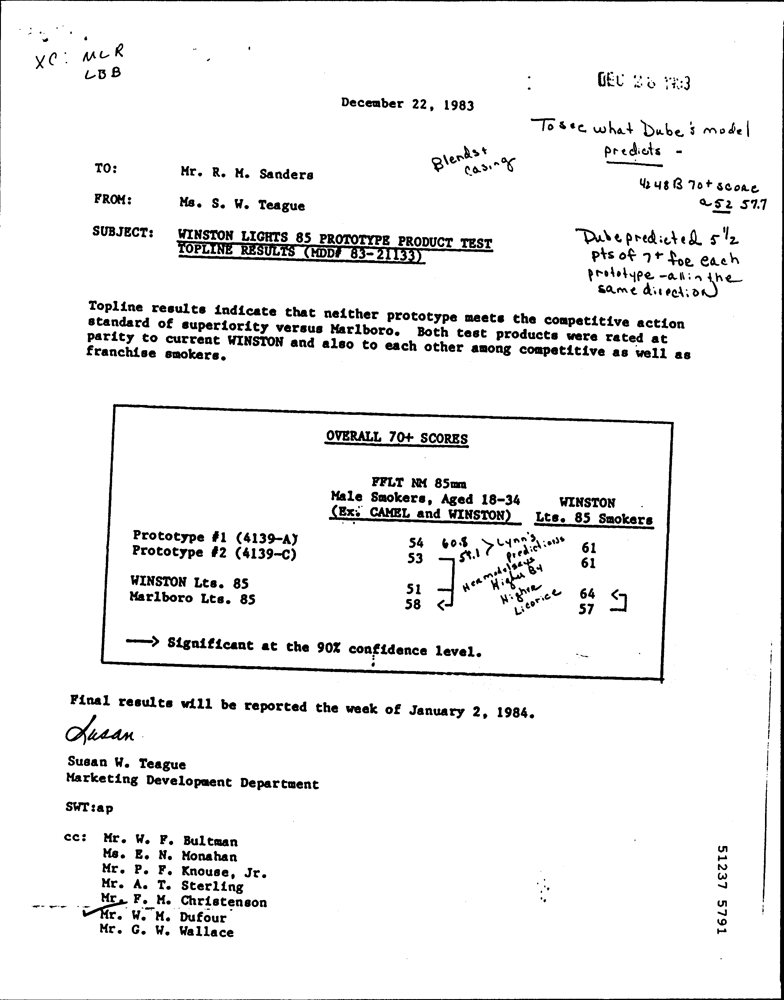 XC: MLR
LBB
December 22, 1983
To see what Dube's model
predicts -
Blends +
casing
4248B 70+ score
52 57.7
TO: Mr. R. M. Sanders
FROM: Ms. S. W. Teague
SUBJECT: WINSTON LIGHTS 85 PROTOTYPE PRODUCT TEST
TOPLINE RESULTS (MDD# 83-21133)
Dube predicted 5 1/2
pts of 7+ for each
prototype - all in the
same direction
Topline results indicate that neither prototype meets the competitive action
standard of superiority versus Marlboro. Both test products were rated at
parity to current WINSTON and also to each other among competitive as well as
franchise smokers.
OVERALL 70+ SCORES
FFLT NM 85mm
Male Smokers, Aged 18-34 WINSTON
(Ex: CAMEL and WINSTON) Lts. 85 Smokers
Prototype #1 (4139-A) 54 60.8 61
Prototype #2 (4139-C) 53 59.1 61
> Lynn's
predictions
Her model says
Higher By
Higher
Licorice
WINSTON Lts. 85 51 64
Marlboro Lts. 85 58 57
—> Significant at the 90% confidence level.
Final results will be reported the week of January 2, 1984.
Susan
Susan W. Teague
Marketing Development Department
SWT:ap
cc: Mr. W. F. Bultman
Ms. E. N. Monahan
Mr. P. F. Knouse, Jr.
Mr. A. T. Sterling
Mr. F. M. Christenson
Mr. W. M. Dufour
Mr. G. W. Wallace
51237 5791